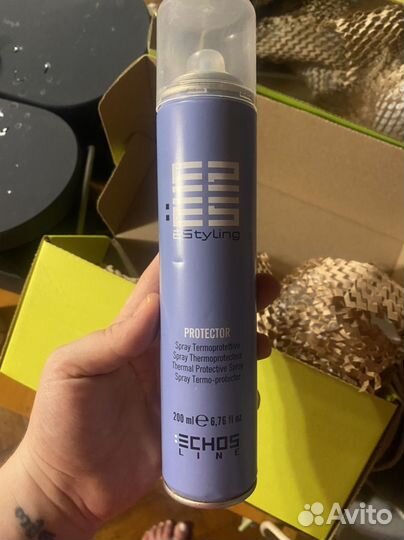 EStyling
PROTECTOR
Spray Termoprotettivo
Spray Thermoprotecteur
Thermal Protective Spray
Spray Termo-protector
200 ml ℮ 6,76 fl oz
:ECHOS
LINE
Avito